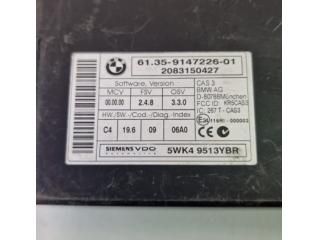 BMW
61.35-9147226-01
2083150427
Software, Version
MCV FSV OSV
00.00.00 2.4.8 3.3.0
HW-/SW-/Cod.-/Diag.-Index
C4 19.6 09 06A0
CAS 3
BMW AG
D-80788München
FCC ID: KR5CAS3
IC: 267 T - CAS3
SIEMENS VDO
5WK4 9513YBR